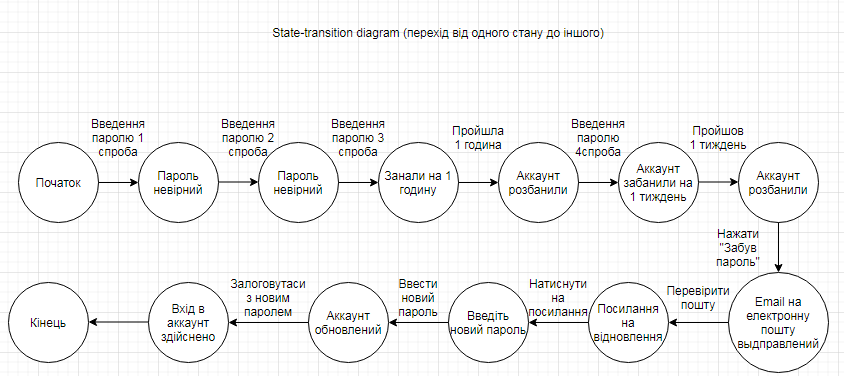 State-transition diagram (перехід від одного стану до іншого)
Введення
паролю 1
спроба
Введення
паролю 2
спроба
Введення
паролю 3
спроба
Пройшла
1 година
Введення
паролю
4спроба
Пройшов
1 тиждень
Початок
Пароль
невірний
Пароль
невірний
Занали на 1
годину
Аккаунт
розбанили
Аккаунт
забанили на
1 тиждень
Аккаунт
розбанили
Нажати
"Забув
пароль"
Залоговутаси
з новим
паролем
Ввести
новий
пароль
Натиснути
на
посилання
Перевірити
пошту
Кінець
Вхід в
аккаунт
здійснено
Аккаунт
обновлений
Введіть
новий пароль
Посилання
на
відновлення
Email на
електронну
пошту
выдправлений